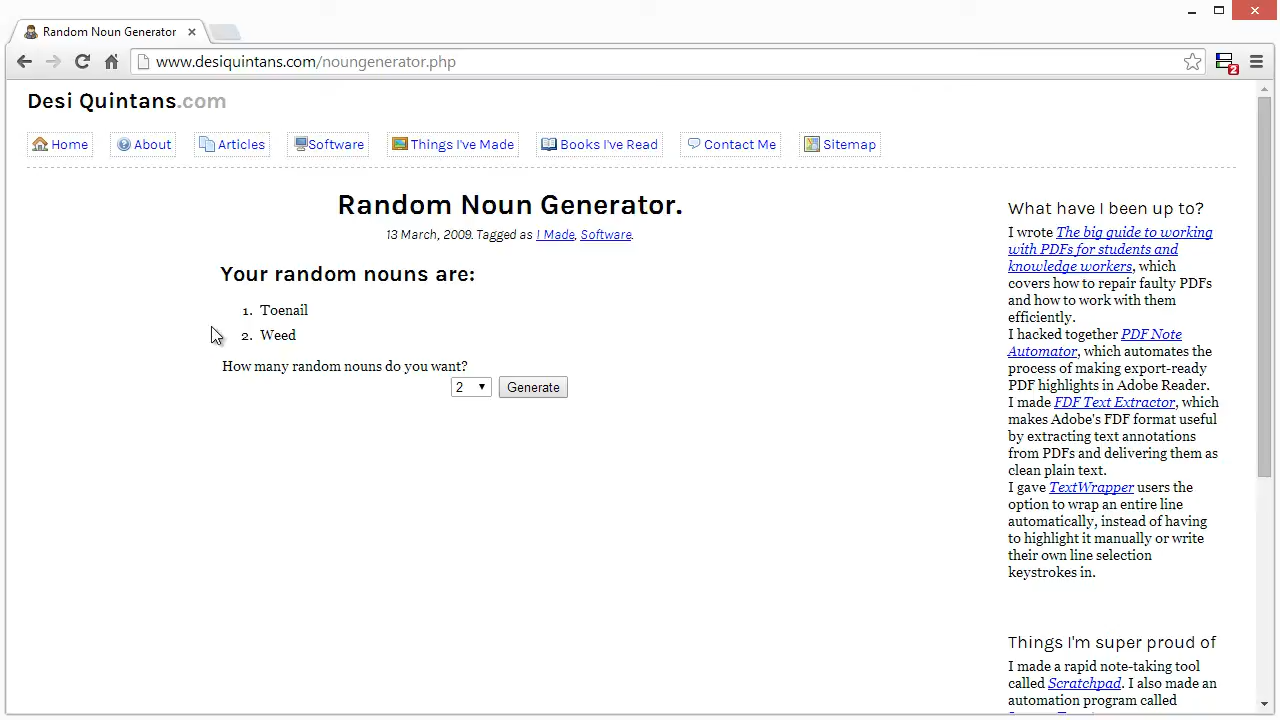 Random Noun Generator
www.desiquintans.com/noungenerator.php
2
Desi Quintans.com
Home
About
Articles
Software
Things I've Made
Books I've Read
Contact Me
Sitemap
Random Noun Generator.
13 March, 2009. Tagged as I Made, Software.
Your random nouns are:
1. Toenail
2. Weed
How many random nouns do you want?
2
Generate
What have I been up to?
I wrote The big guide to working
with PDFs for students and
knowledge workers, which
covers how to repair faulty PDFs
and how to work with them
efficiently.
I hacked together PDF Note
Automator, which automates the
process of making export-ready
PDF highlights in Adobe Reader.
I made FDF Text Extractor, which
makes Adobe's FDF format useful
by extracting text annotations
from PDFs and delivering them as
clean plain text.
I gave TextWrapper users the
option to wrap an entire line
automatically, instead of having
to highlight it manually or write
their own line selection
keystrokes in.
Things I'm super proud of
I made a rapid note-taking tool
called Scratchpad. I also made an
automation program called